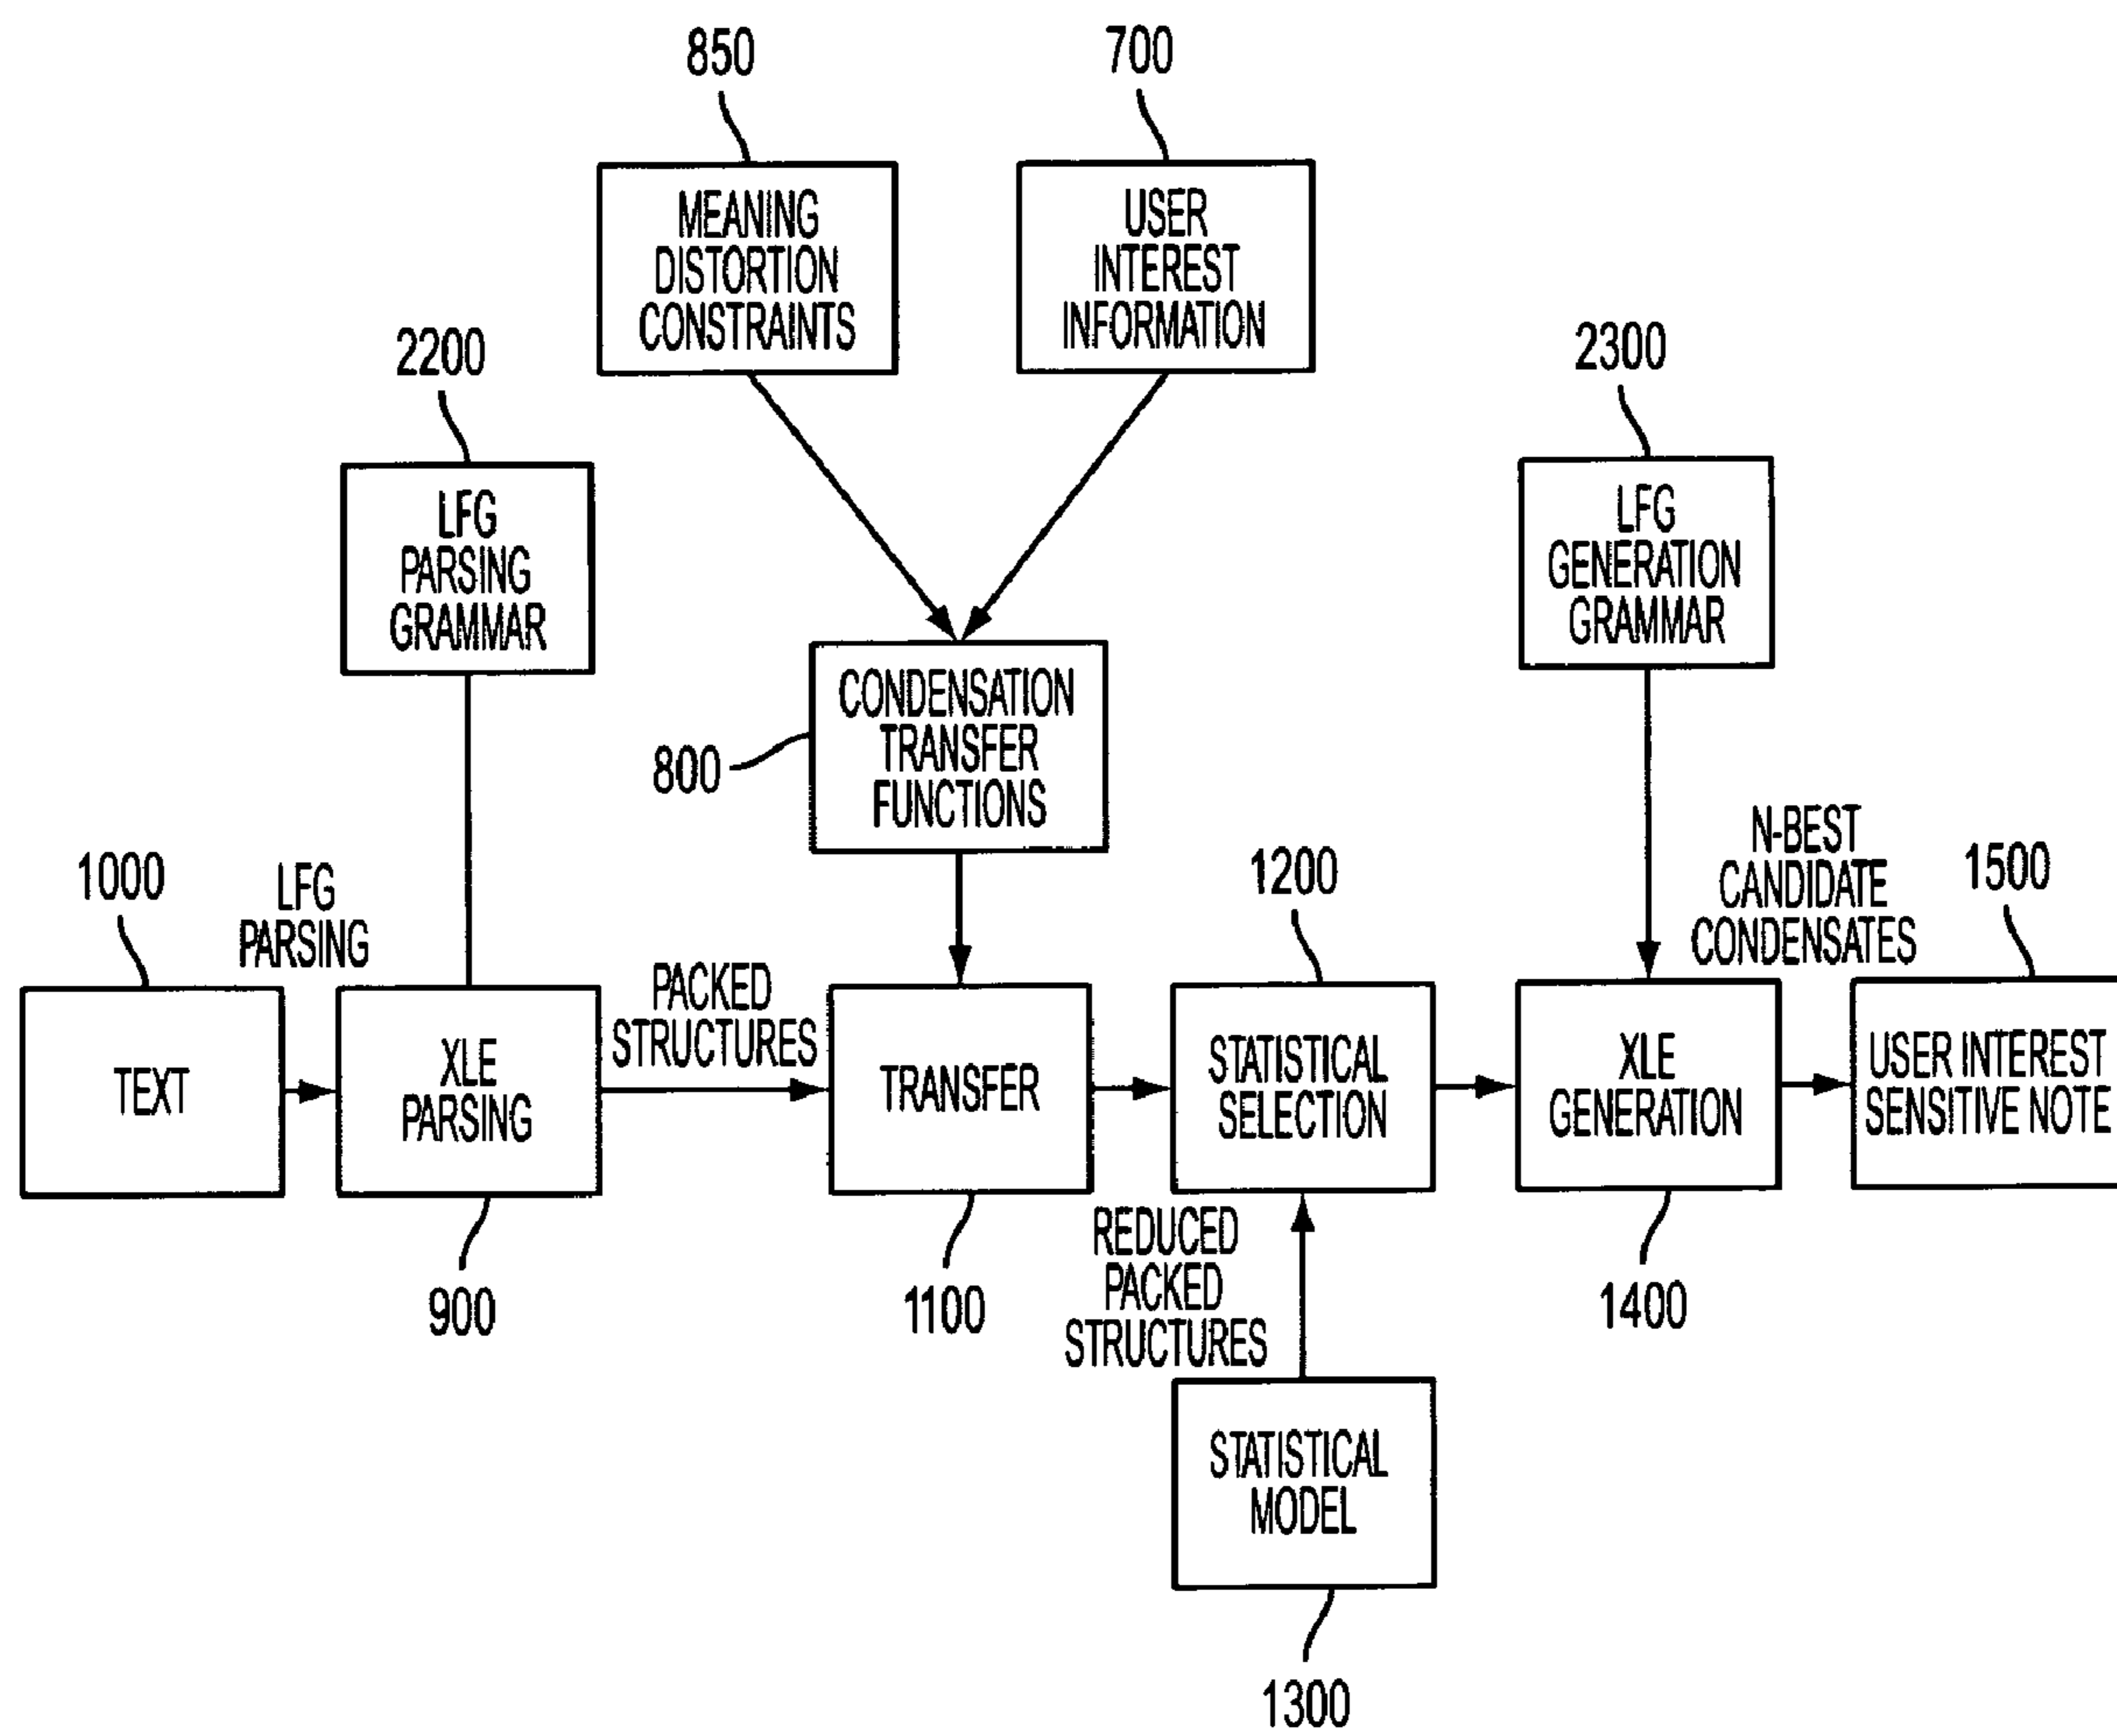 850
700
MEANING
DISTORTION
CONSTRAINTS
USER
INTEREST
INFORMATION
2200
2300
LFG
PARSING
GRAMMAR
LFG
GENERATION
GRAMMAR
800
CONDENSATION
TRANSFER
FUNCTIONS
1000
LFG
PARSING
PACKED
STRUCTURES
1200
N-BEST
CANDIDATE
CONDENSATES
1500
TEXT
XLE
PARSING
TRANSFER
STATISTICAL
SELECTION
XLE
GENERATION
USER INTEREST
SENSITIVE NOTE
900
1100
REDUCED
PACKED
STRUCTURES
1400
STATISTICAL
MODEL
1300